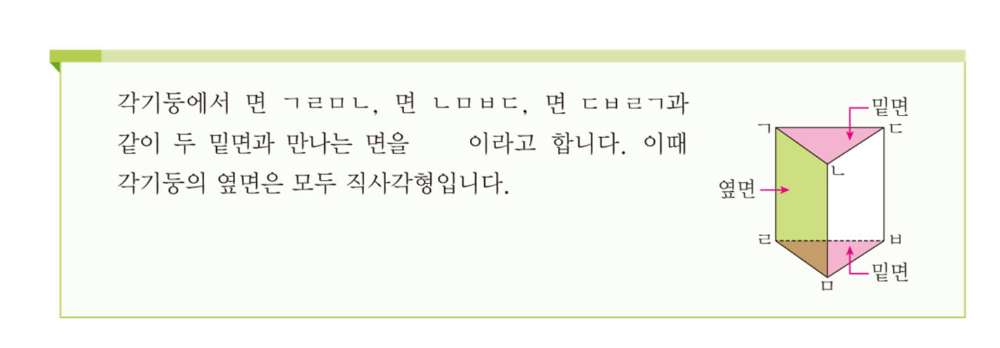 각기둥에서 면 ㄱㄹㅁㄴ, 면 ㄴㅁㅂㄷ, 면 ㄷㅂㄹㄱ과
같이 두 밑면과 만나는 면을 이라고 합니다. 이때
각기둥의 옆면은 모두 직사각형입니다.
밑면
ㄱ
ㄷ
ㄴ
옆면
ㄹ
ㅂ
밑면
ㅁ